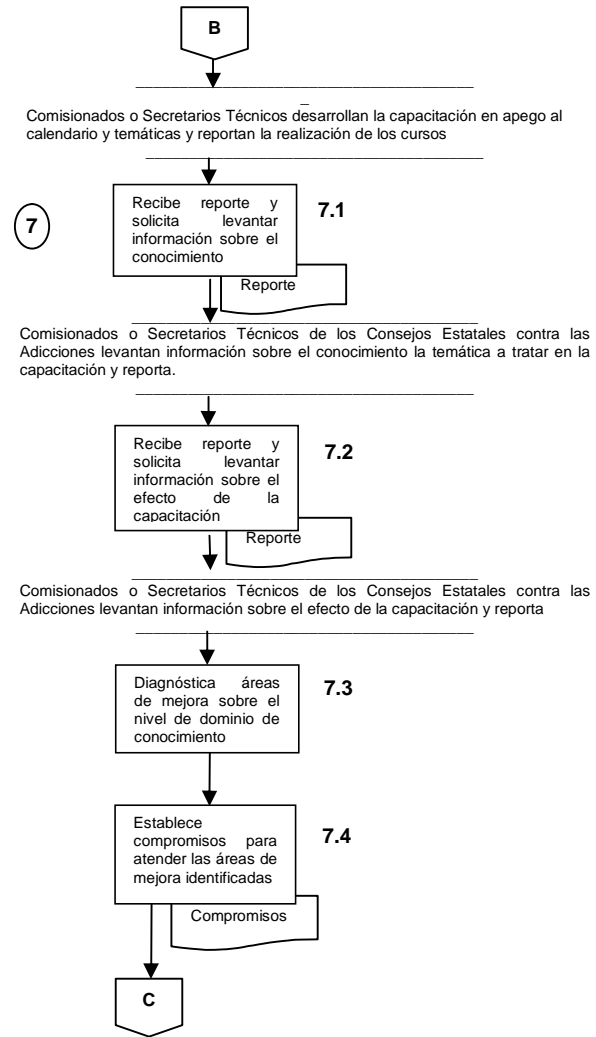 B
Comisionados o Secretarios Técnicos desarrollan la capacitación en apego al
calendario y temáticas y reportan la realización de los cursos
7
Recibe reporte y
solicita levantar
información sobre el
conocimiento
7.1
Reporte
Comisionados o Secretarios Técnicos de los Consejos Estatales contra las
Adicciones levantan información sobre el conocimiento la temática a tratar en la
capacitación y reporta.
Recibe reporte y
solicita levantar
información sobre el
efecto de la
capacitación
7.2
Reporte
Comisionados o Secretarios Técnicos de los Consejos Estatales contra las
Adicciones levantan información sobre el efecto de la capacitación y reporta
Diagnóstica áreas
de mejora sobre el
nivel de dominio de
conocimiento
7.3
Establece
compromisos para
atender las áreas de
mejora identificadas
7.4
Compromisos
C